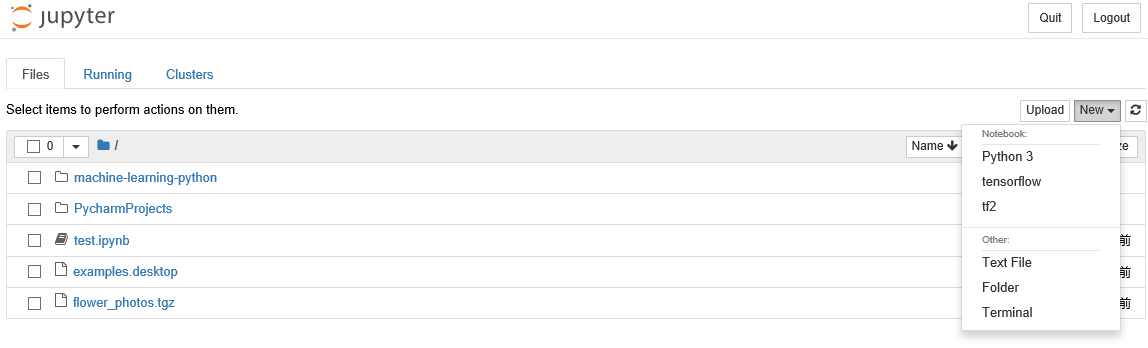 jupyter
Quit Logout
Files Running Clusters
Select items to perform actions on them.
Upload New
0 /
Name
Notebook:
machine-learning-python
Python 3
tensorflow
PycharmProjects
tf2
test.ipynb
前
Other:
examples.desktop
Text File
前
Folder
flower_photos.tgz
前
Terminal